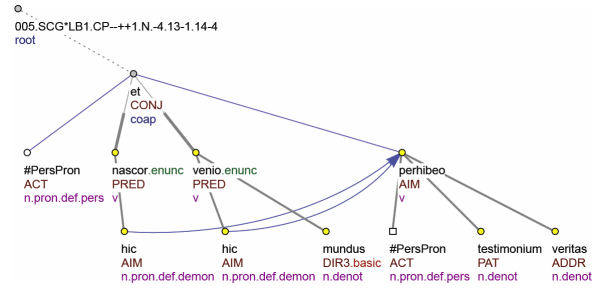 005.SCG*LB1.CP--++1.N.-4.13-1.14-4
root
et
CONJ
coap
#PersPron nascor.enunc venio.enunc perhibeo
ACT PRED PRED AIM
n.pron.def.pers v v v
hic hic mundus #PersPron testimonium veritas
AIM AIM DIR3.basic ACT PAT ADDR
n.pron.def.demon n.pron.def.demon n.denot n.pron.def.pers n.denot n.denot